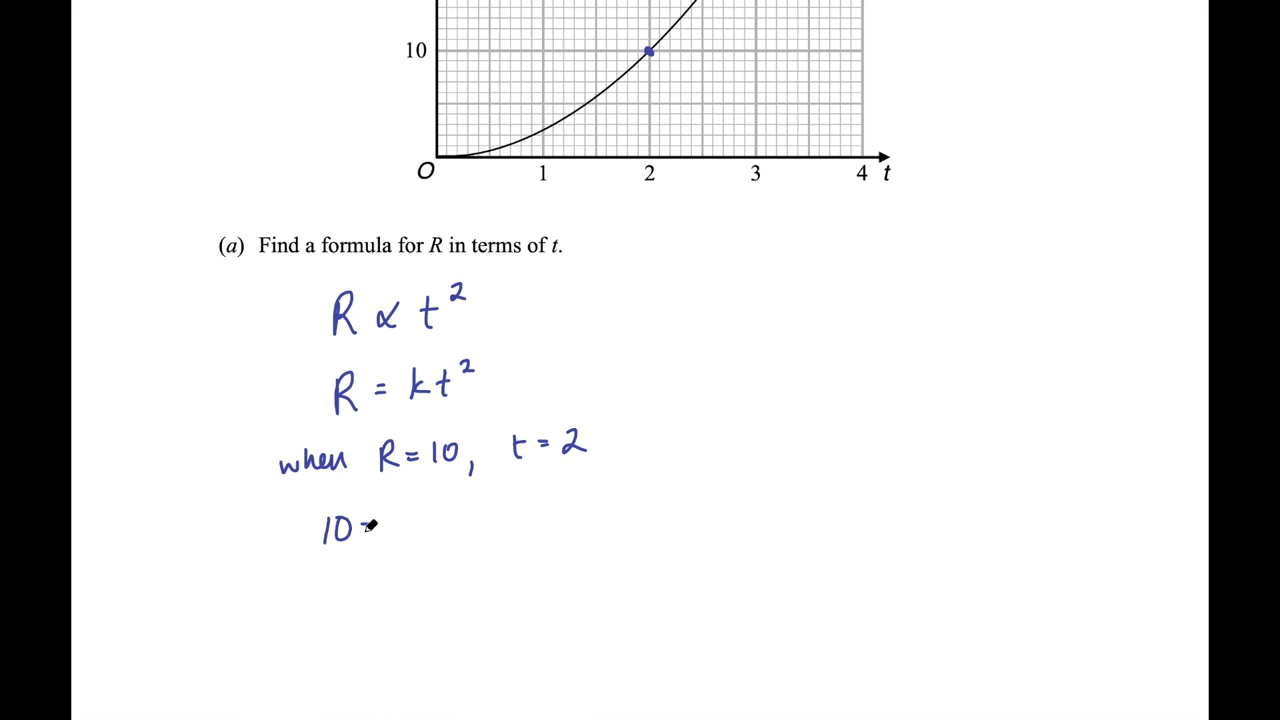 10
O 1 2 3 4 t
(a) Find a formula for R in terms of t.
R ∝ t²
R = kt²
when R = 10, t = 2
10 =